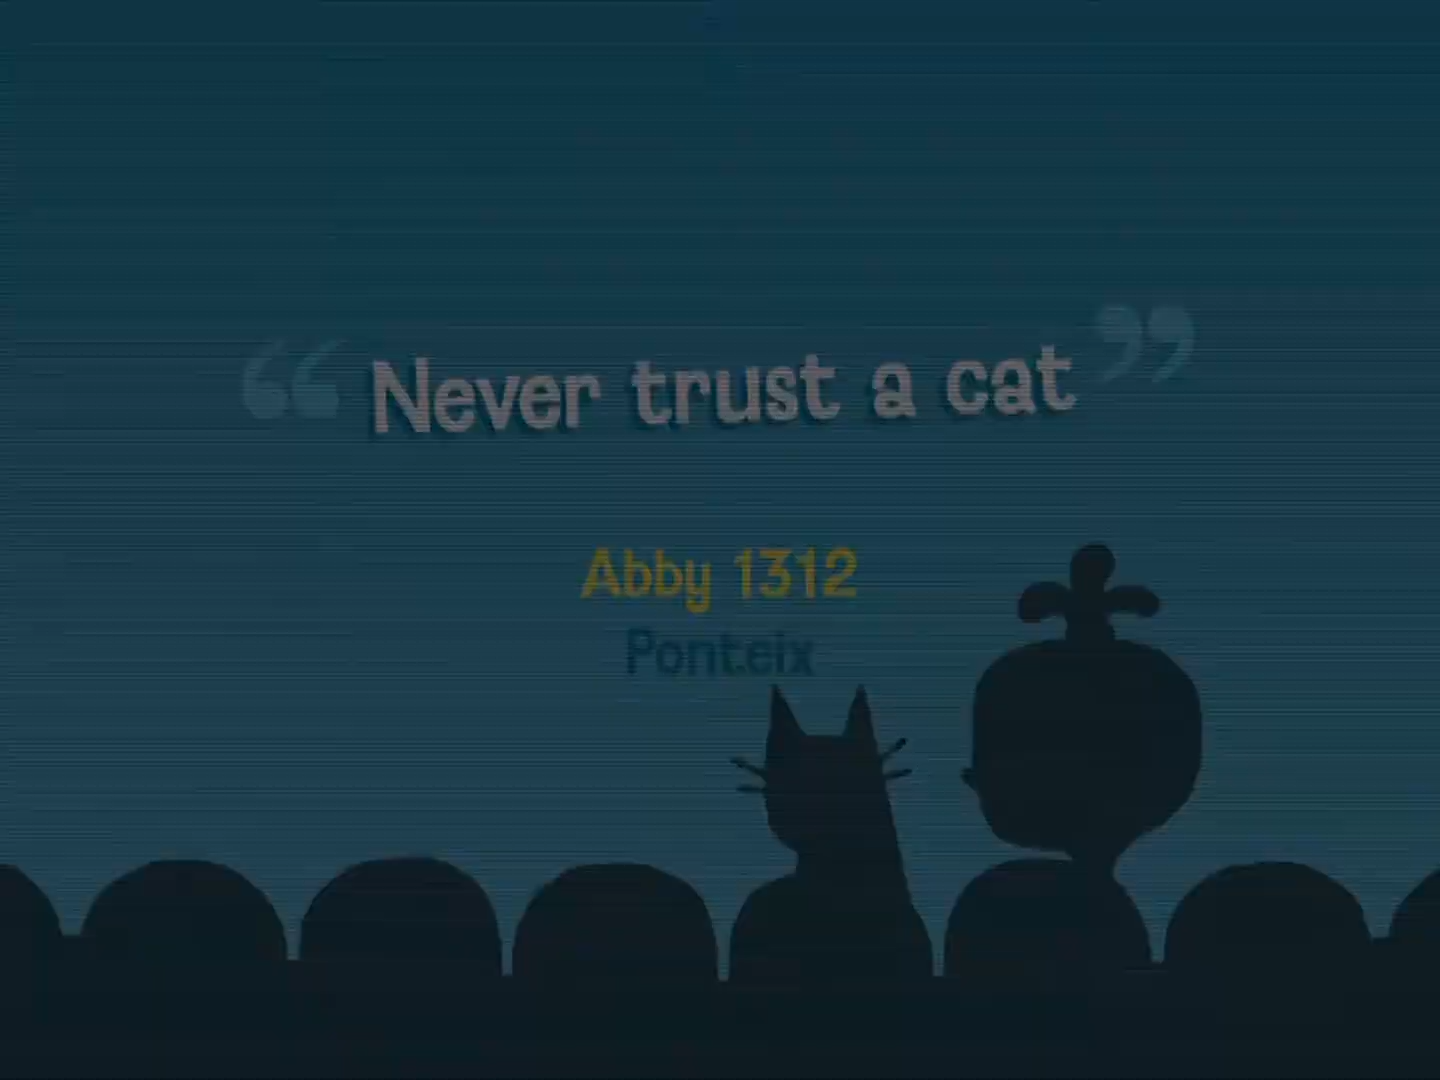 “Never trust a cat”
Abby 1312
Ponteix